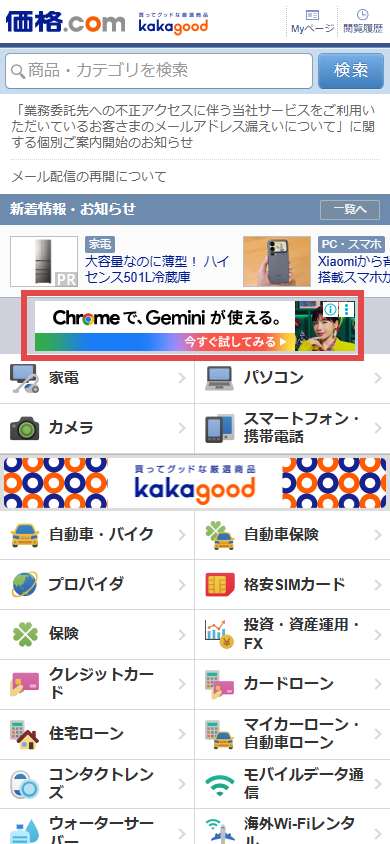 価格.com
買ってグッドな厳選商品
kakagood
Myページ
閲覧履歴
商品・カテゴリを検索
検索
「業務委託先への不正アクセスに伴う当社サービスをご利用い
ただいているお客さまのメールアドレス漏えいについて」に関
する個別ご案内開始のお知らせ
メール配信の再開について
新着情報・お知らせ
一覧へ
家電
大容量なのに薄型！ ハイ
センス501L冷蔵庫
PR
PC・スマホ
Xiaomiから背
搭載スマホカ
Chromeで、Gemini が使える。
今すぐ試してみる
家電
パソコン
カメラ
スマートフォン・
携帯電話
買ってグッドな厳選商品
kakagood
自動車・バイク
自動車保険
プロバイダ
格安SIMカード
保険
投資・資産運用・
FX
クレジットカー
ド
カードローン
住宅ローン
マイカーローン・
自動車ローン
コンタクトレン
ズ
モバイルデータ通
信
ウォーターサー
バー
海外Wi-Fiレンタ
ル